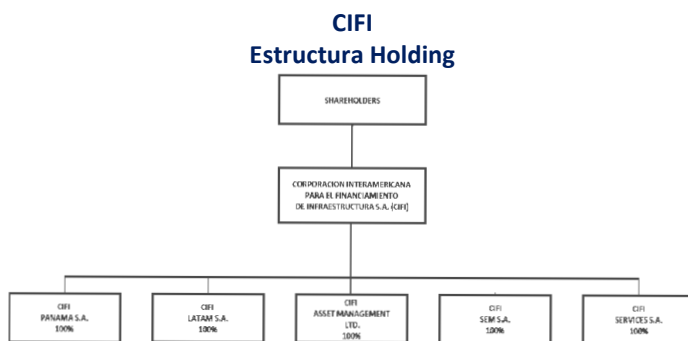 CIFI
Estructura Holding
SHAREHOLDERS
CORPORACION INTERAMERICANA
PARA EL FINANCIAMIENTO
DE INFRAESTRUCTURA S.A. (CIFI)
CIFI
PANAMA S.A.
100%
CIFI
LATAM S.A.
100%
CIFI
ASSET MANAGEMENT
LTD.
100%
CIFI
SEM S.A.
100%
CIFI
SERVICES S.A.
100%